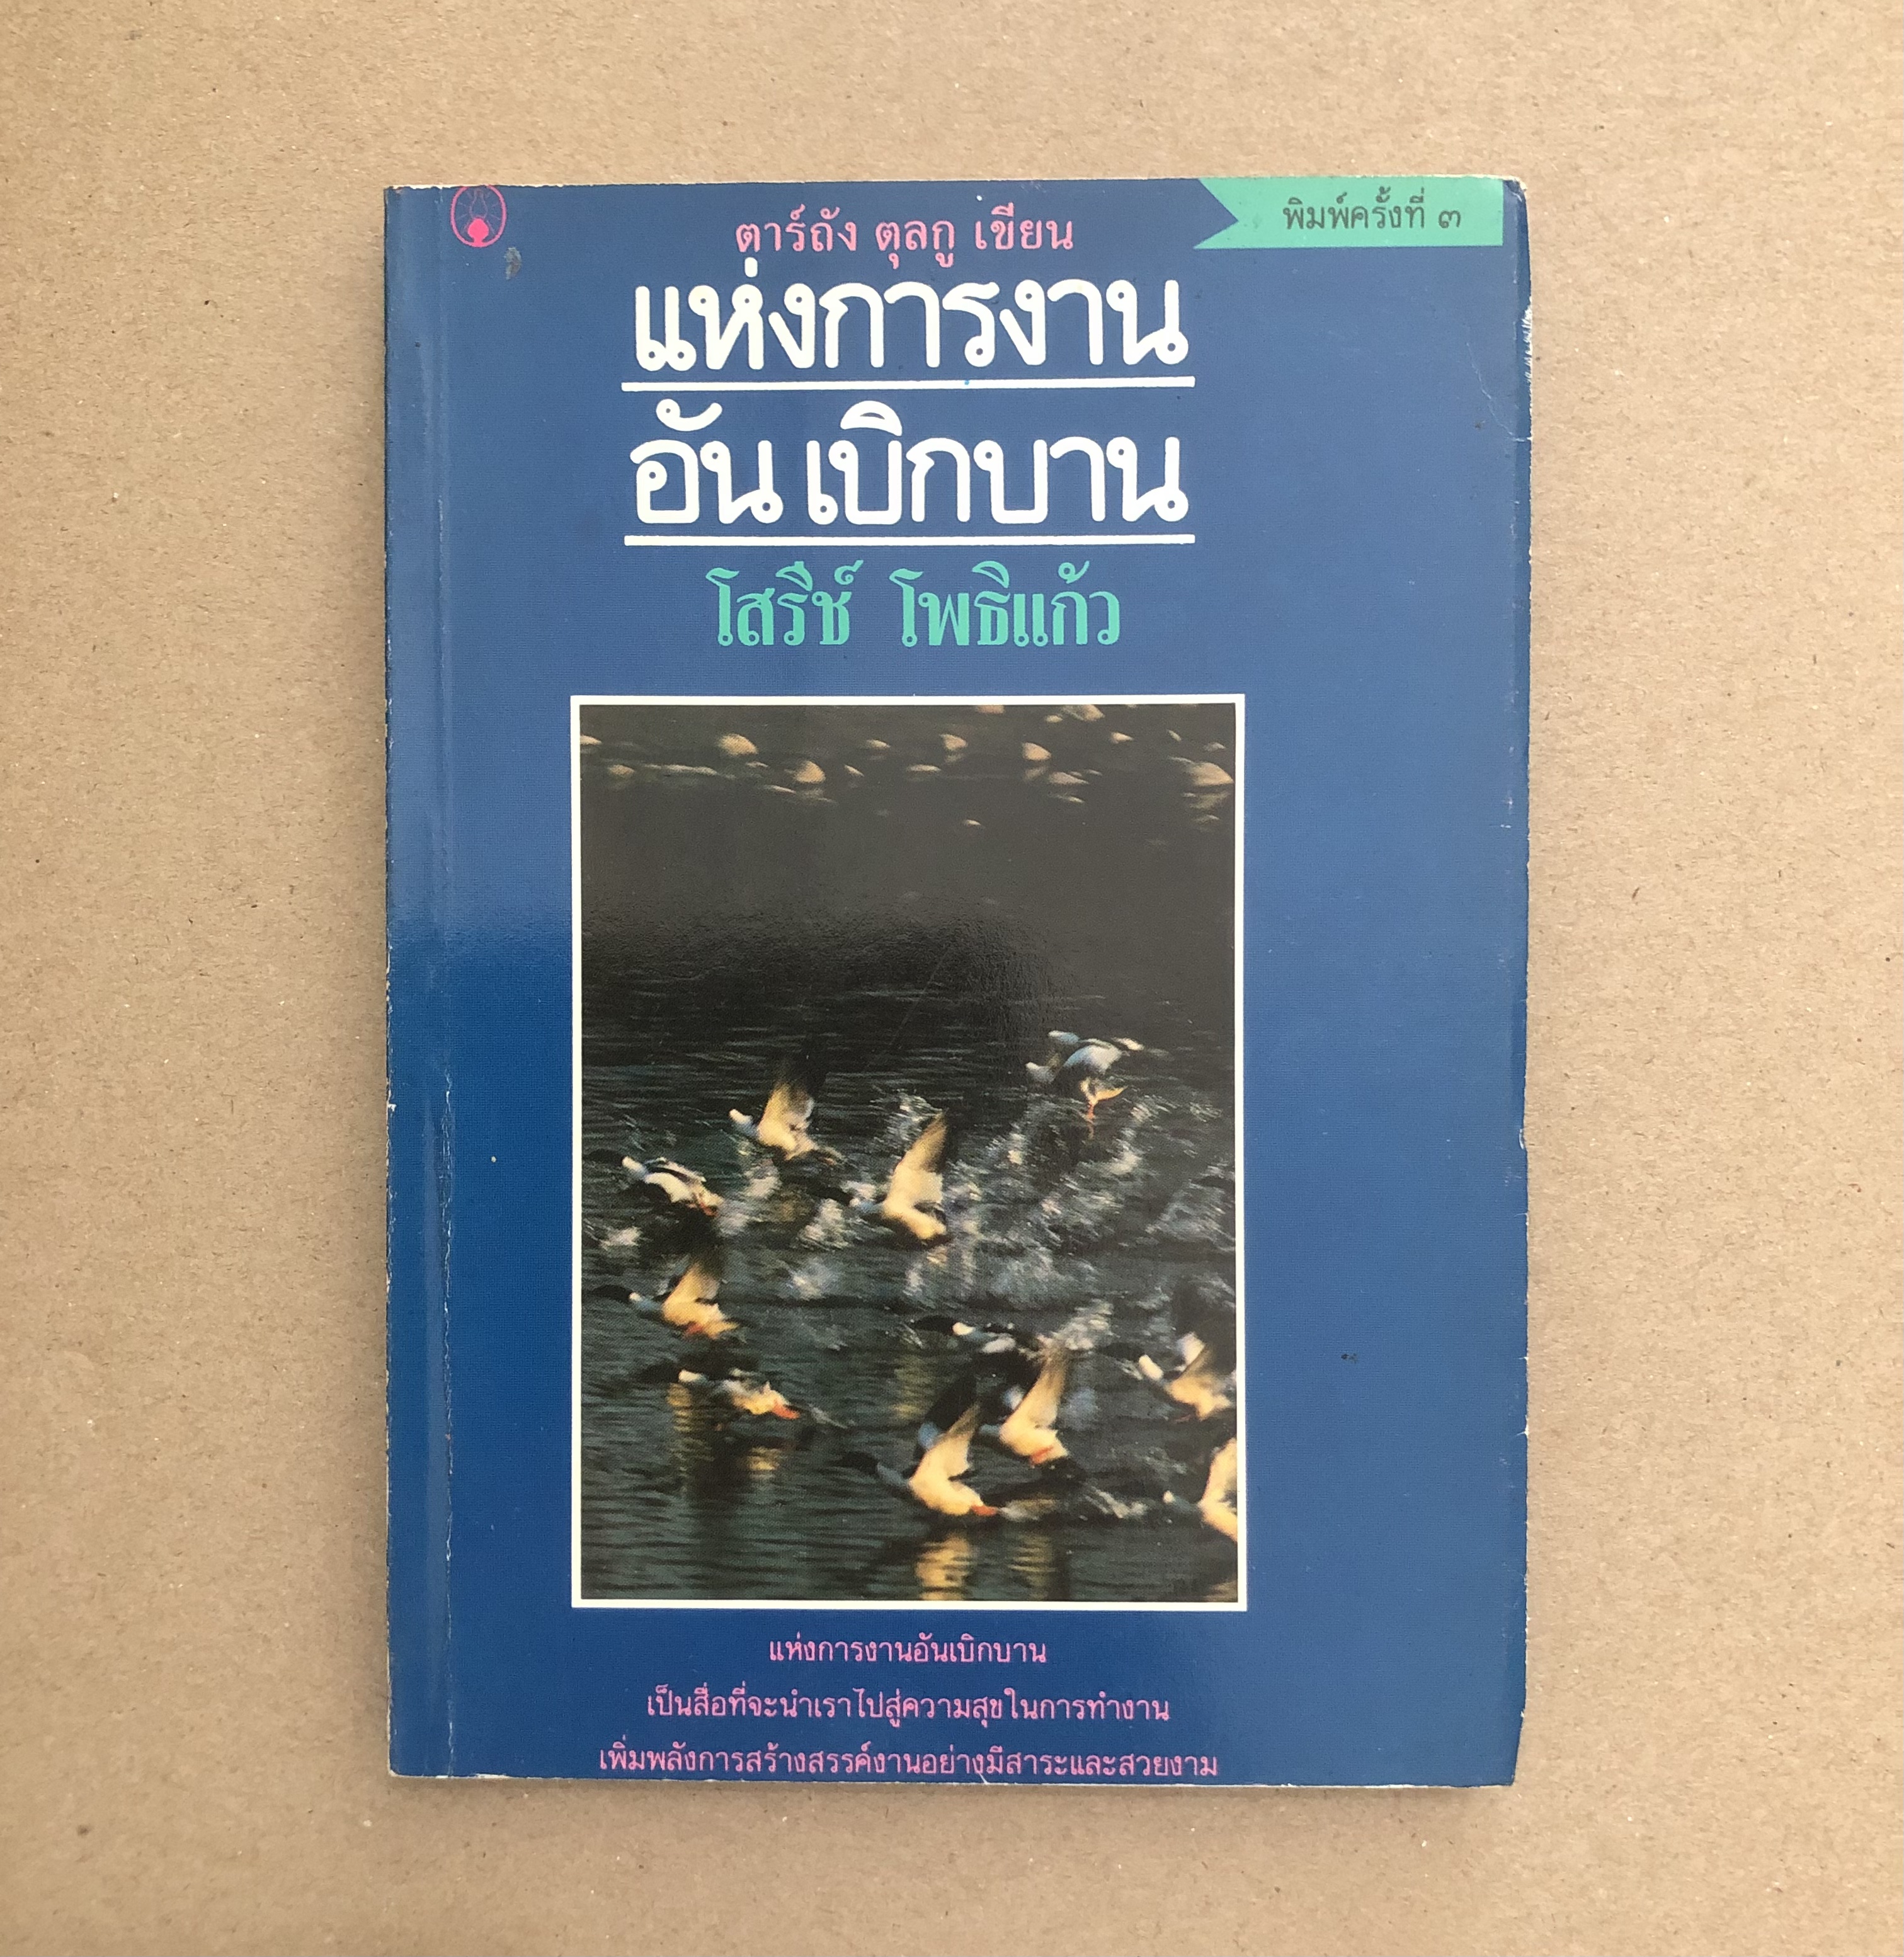 พิมพ์ครั้งที่ ๓
ตาร์ถัง ตุลกู เขียน
แห่งการงาน
อันเบิกบาน
โสรีช์ โพธิแก้ว
แห่งการงานอันเบิกบาน
เป็นสื่อที่จะนำเราไปสู่ความสุขในการทำงาน
เพิ่มพลังการสร้างสรรค์งานอย่างมีสาระและสวยงาม